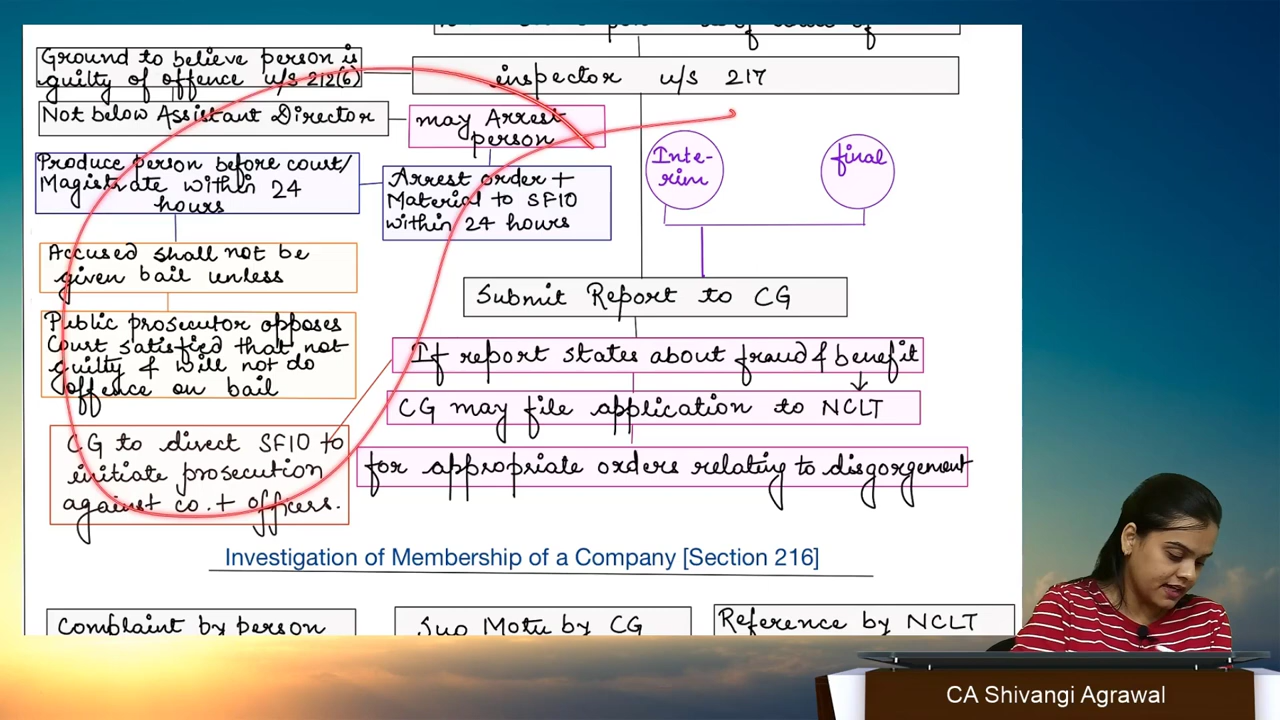 Ground to believe person is
guilty of offence u/s 212(6)
inspector u/s 217
Not below Assistant Director
may Arrest
person
Produce person before court/
Magistrate within 24
hours
Arrest order +
Material to SFIO
within 24 hours
Inte-
rim
final
Accused shall not be
given bail unless
Submit Report to CG
Public prosecutor opposes
Court satisfied that not
guilty & will not do
offence on bail
If report states about fraud & benefit
CG may file application to NCLT
CG to direct SFIO to
initiate prosecution
against co. + officers.
for appropriate orders relating to disgorgement
Investigation of Membership of a Company [Section 216]
Complaint by person
Suo Motu by CG
Reference by NCLT
CA Shivangi Agrawal